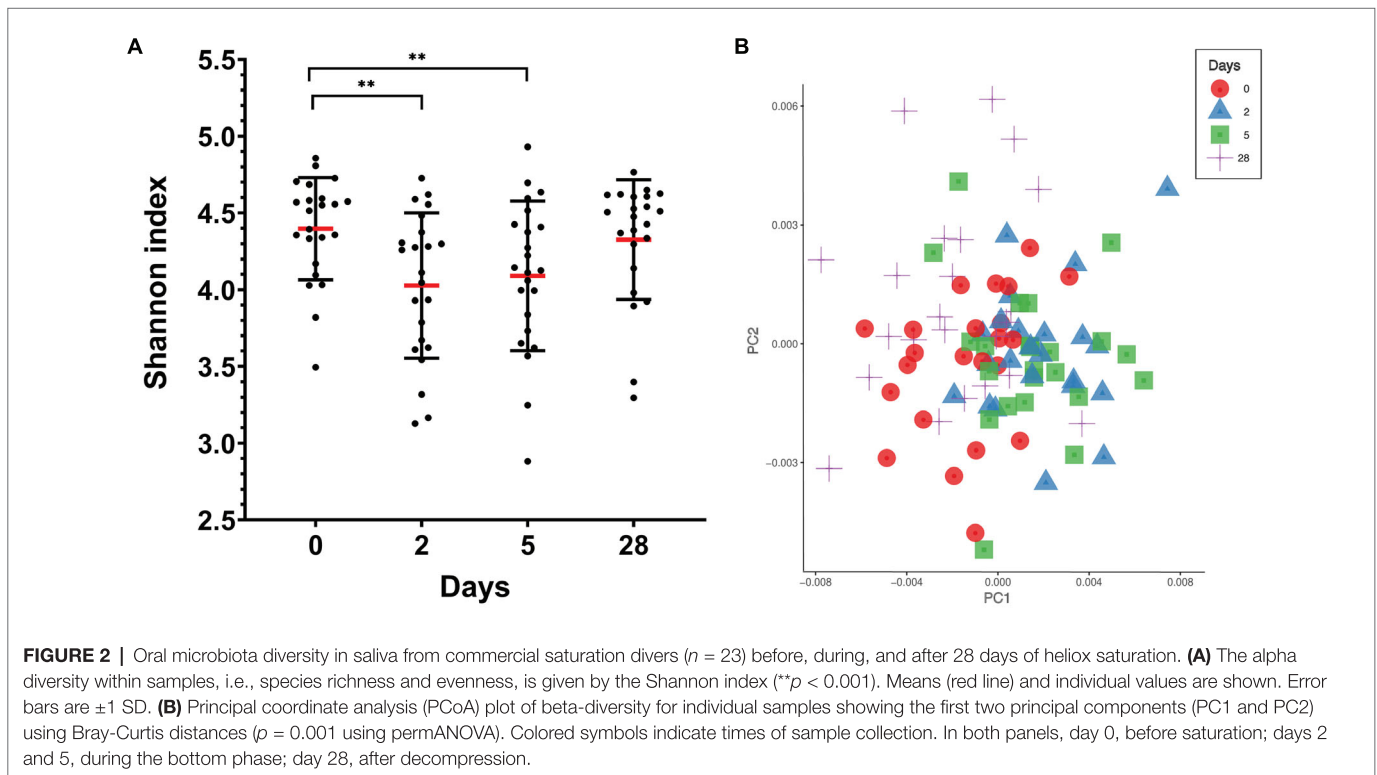 A
5.5
5.0
4.5
4.0
3.5
3.0
2.5
Shannon index
**
**
0 2 5 28
Days
B
Days
0
2
5
28
0.006
0.003
0.000
−0.003
PC2
−0.008 −0.004 0.000 0.004 0.008
PC1
FIGURE 2 | Oral microbiota diversity in saliva from commercial saturation divers (n = 23) before, during, and after 28 days of heliox saturation. (A) The alpha
diversity within samples, i.e., species richness and evenness, is given by the Shannon index (**p < 0.001). Means (red line) and individual values are shown. Error
bars are ±1 SD. (B) Principal coordinate analysis (PCoA) plot of beta-diversity for individual samples showing the first two principal components (PC1 and PC2)
using Bray-Curtis distances (p = 0.001 using permANOVA). Colored symbols indicate times of sample collection. In both panels, day 0, before saturation; days 2
and 5, during the bottom phase; day 28, after decompression.